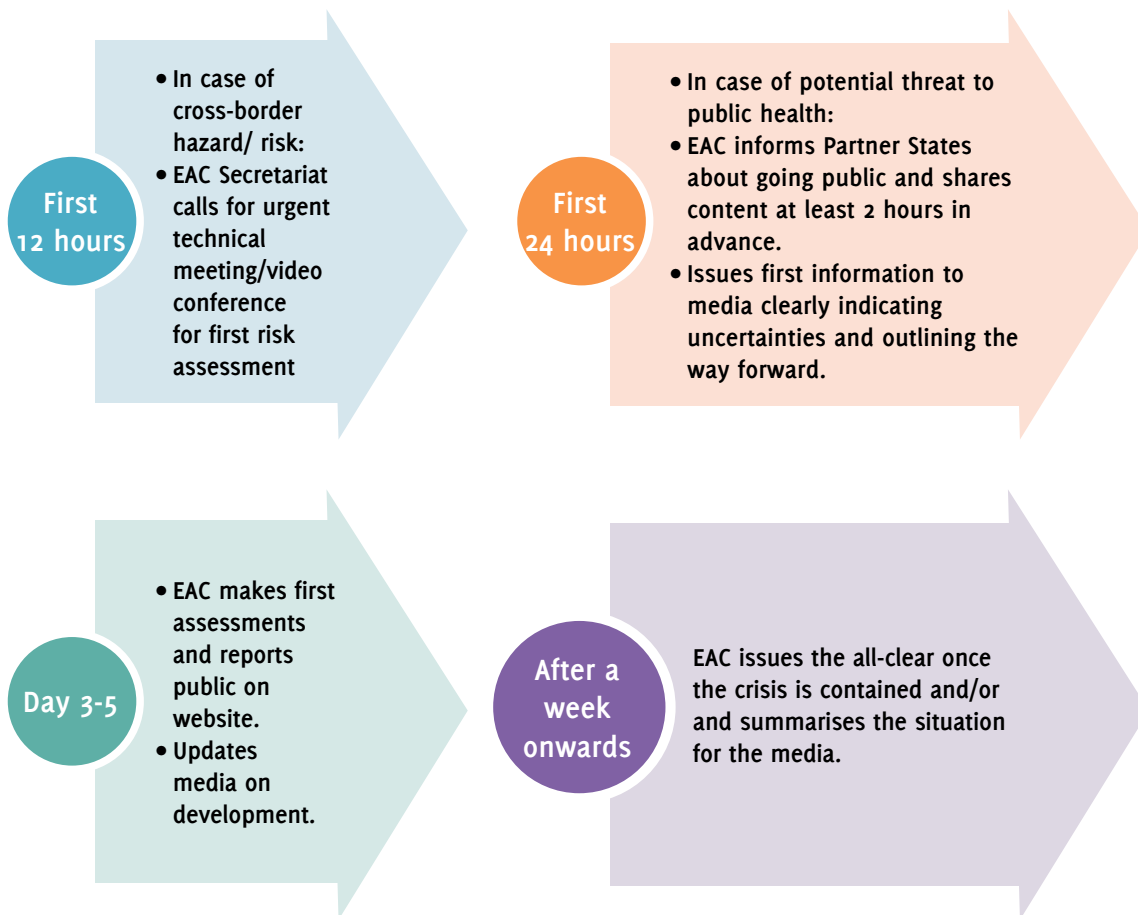 First
12 hours
• In case of
cross-border
hazard/ risk:
• EAC Secretariat
calls for urgent
technical
meeting/video
conference
for first risk
assessment
First
24 hours
• In case of potential threat to
public health:
• EAC informs Partner States
about going public and shares
content at least 2 hours in
advance.
• Issues first information to
media clearly indicating
uncertainties and outlining the
way forward.
Day 3-5
• EAC makes first
assessments
and reports
public on
website.
• Updates
media on
development.
After a
week
onwards
EAC issues the all-clear once
the crisis is contained and/or
and summarises the situation
for the media.